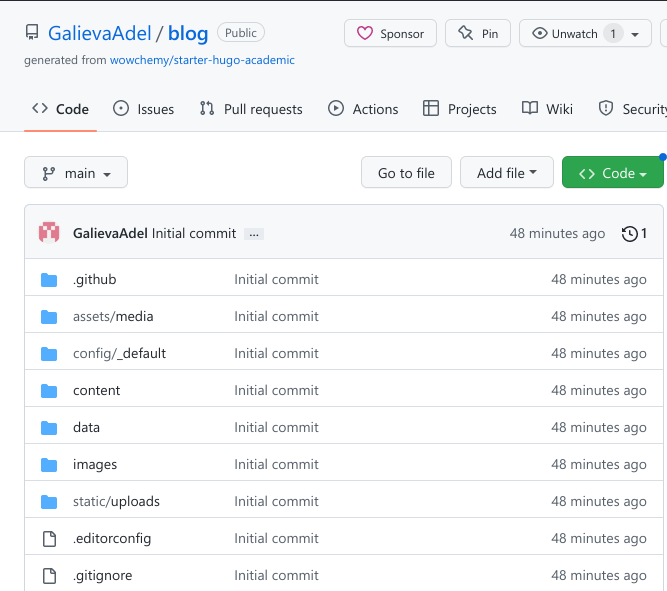 GalievaAdel / blog Public Sponsor Pin Unwatch 1
generated from wowchemy/starter-hugo-academic
Code Issues Pull requests Actions Projects Wiki Security
main Go to file Add file Code
GalievaAdel Initial commit ... 48 minutes ago 1
.github Initial commit 48 minutes ago
assets/media Initial commit 48 minutes ago
config/_default Initial commit 48 minutes ago
content Initial commit 48 minutes ago
data Initial commit 48 minutes ago
images Initial commit 48 minutes ago
static/uploads Initial commit 48 minutes ago
.editorconfig Initial commit 48 minutes ago
.gitignore Initial commit 48 minutes ago